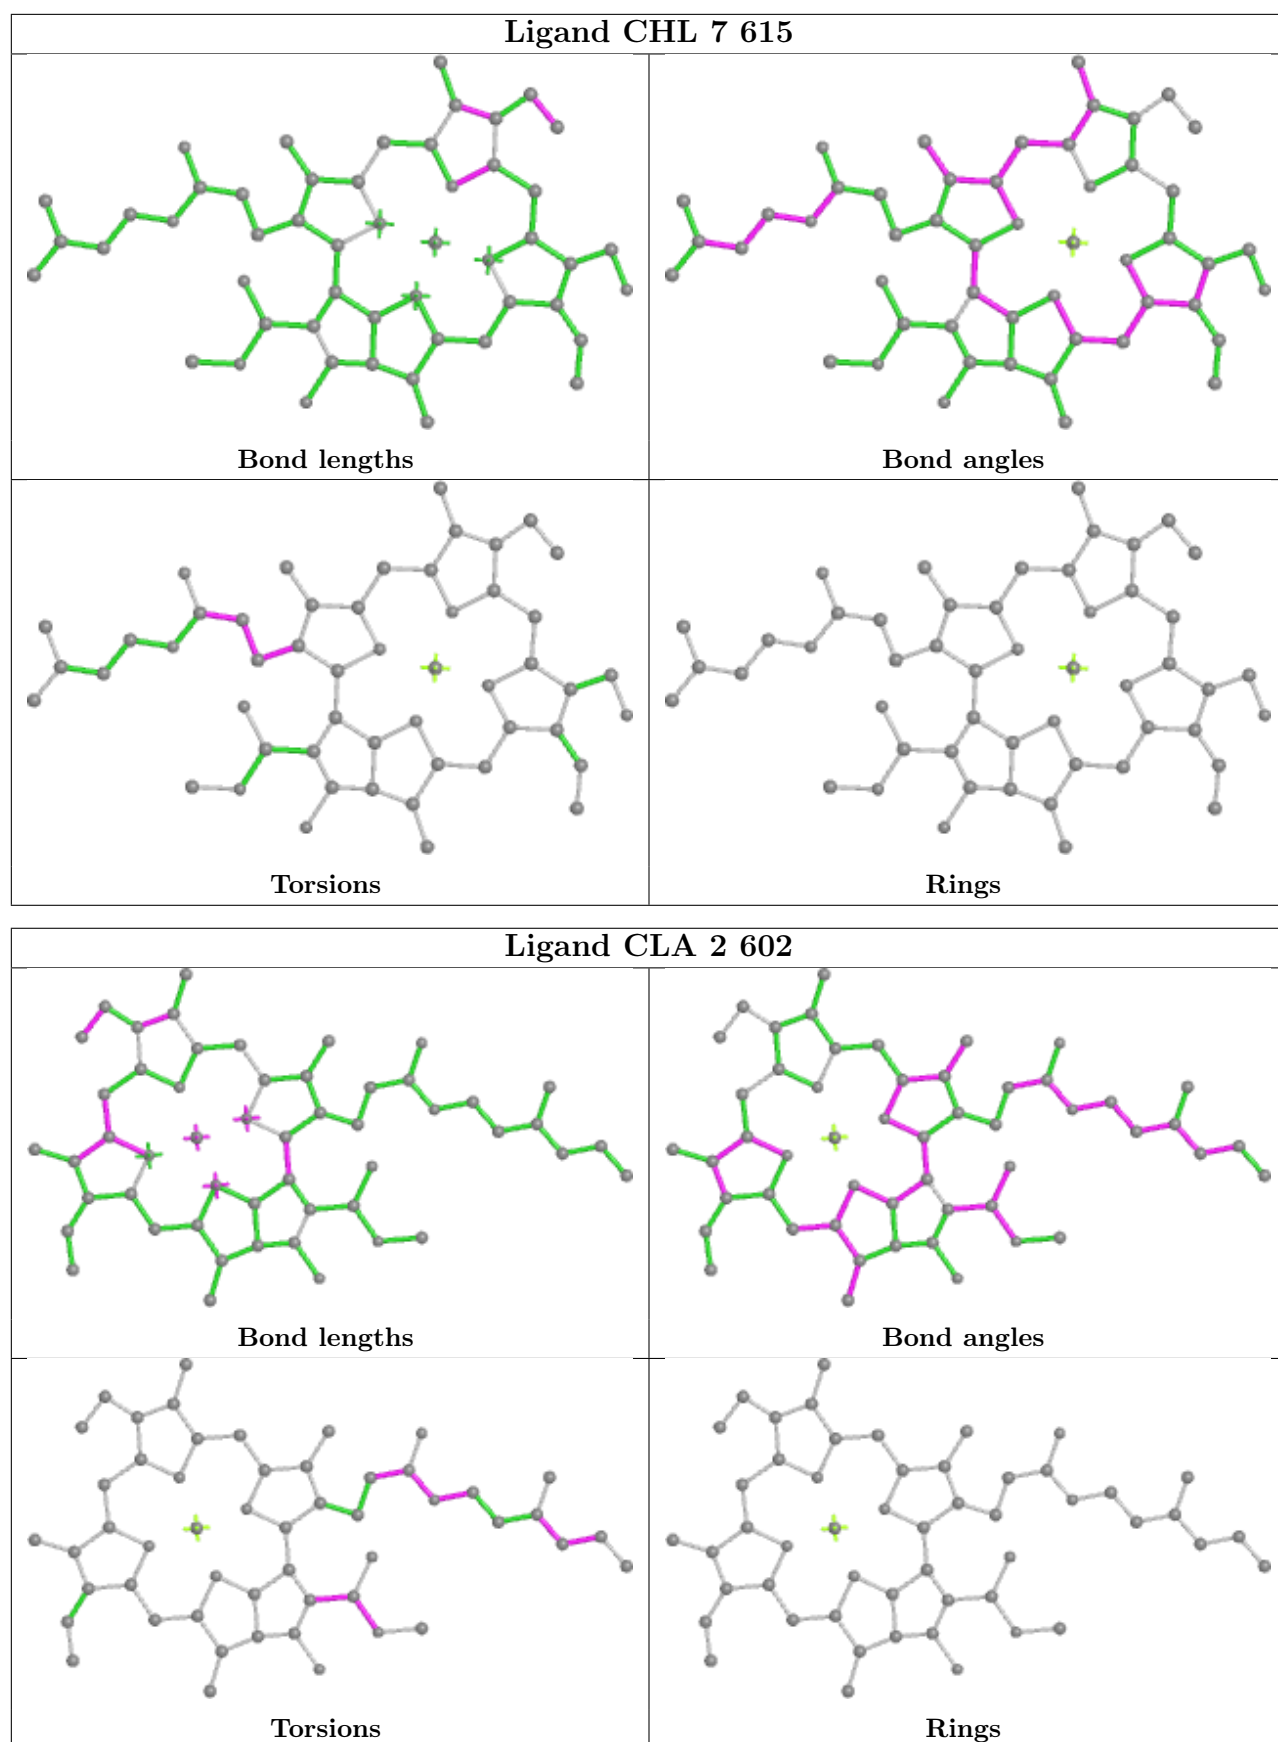 Ligand CHL 7 615
Bond lengths
Bond angles
Torsions
Rings
Ligand CLA 2 602
Bond lengths
Bond angles
Torsions
Rings